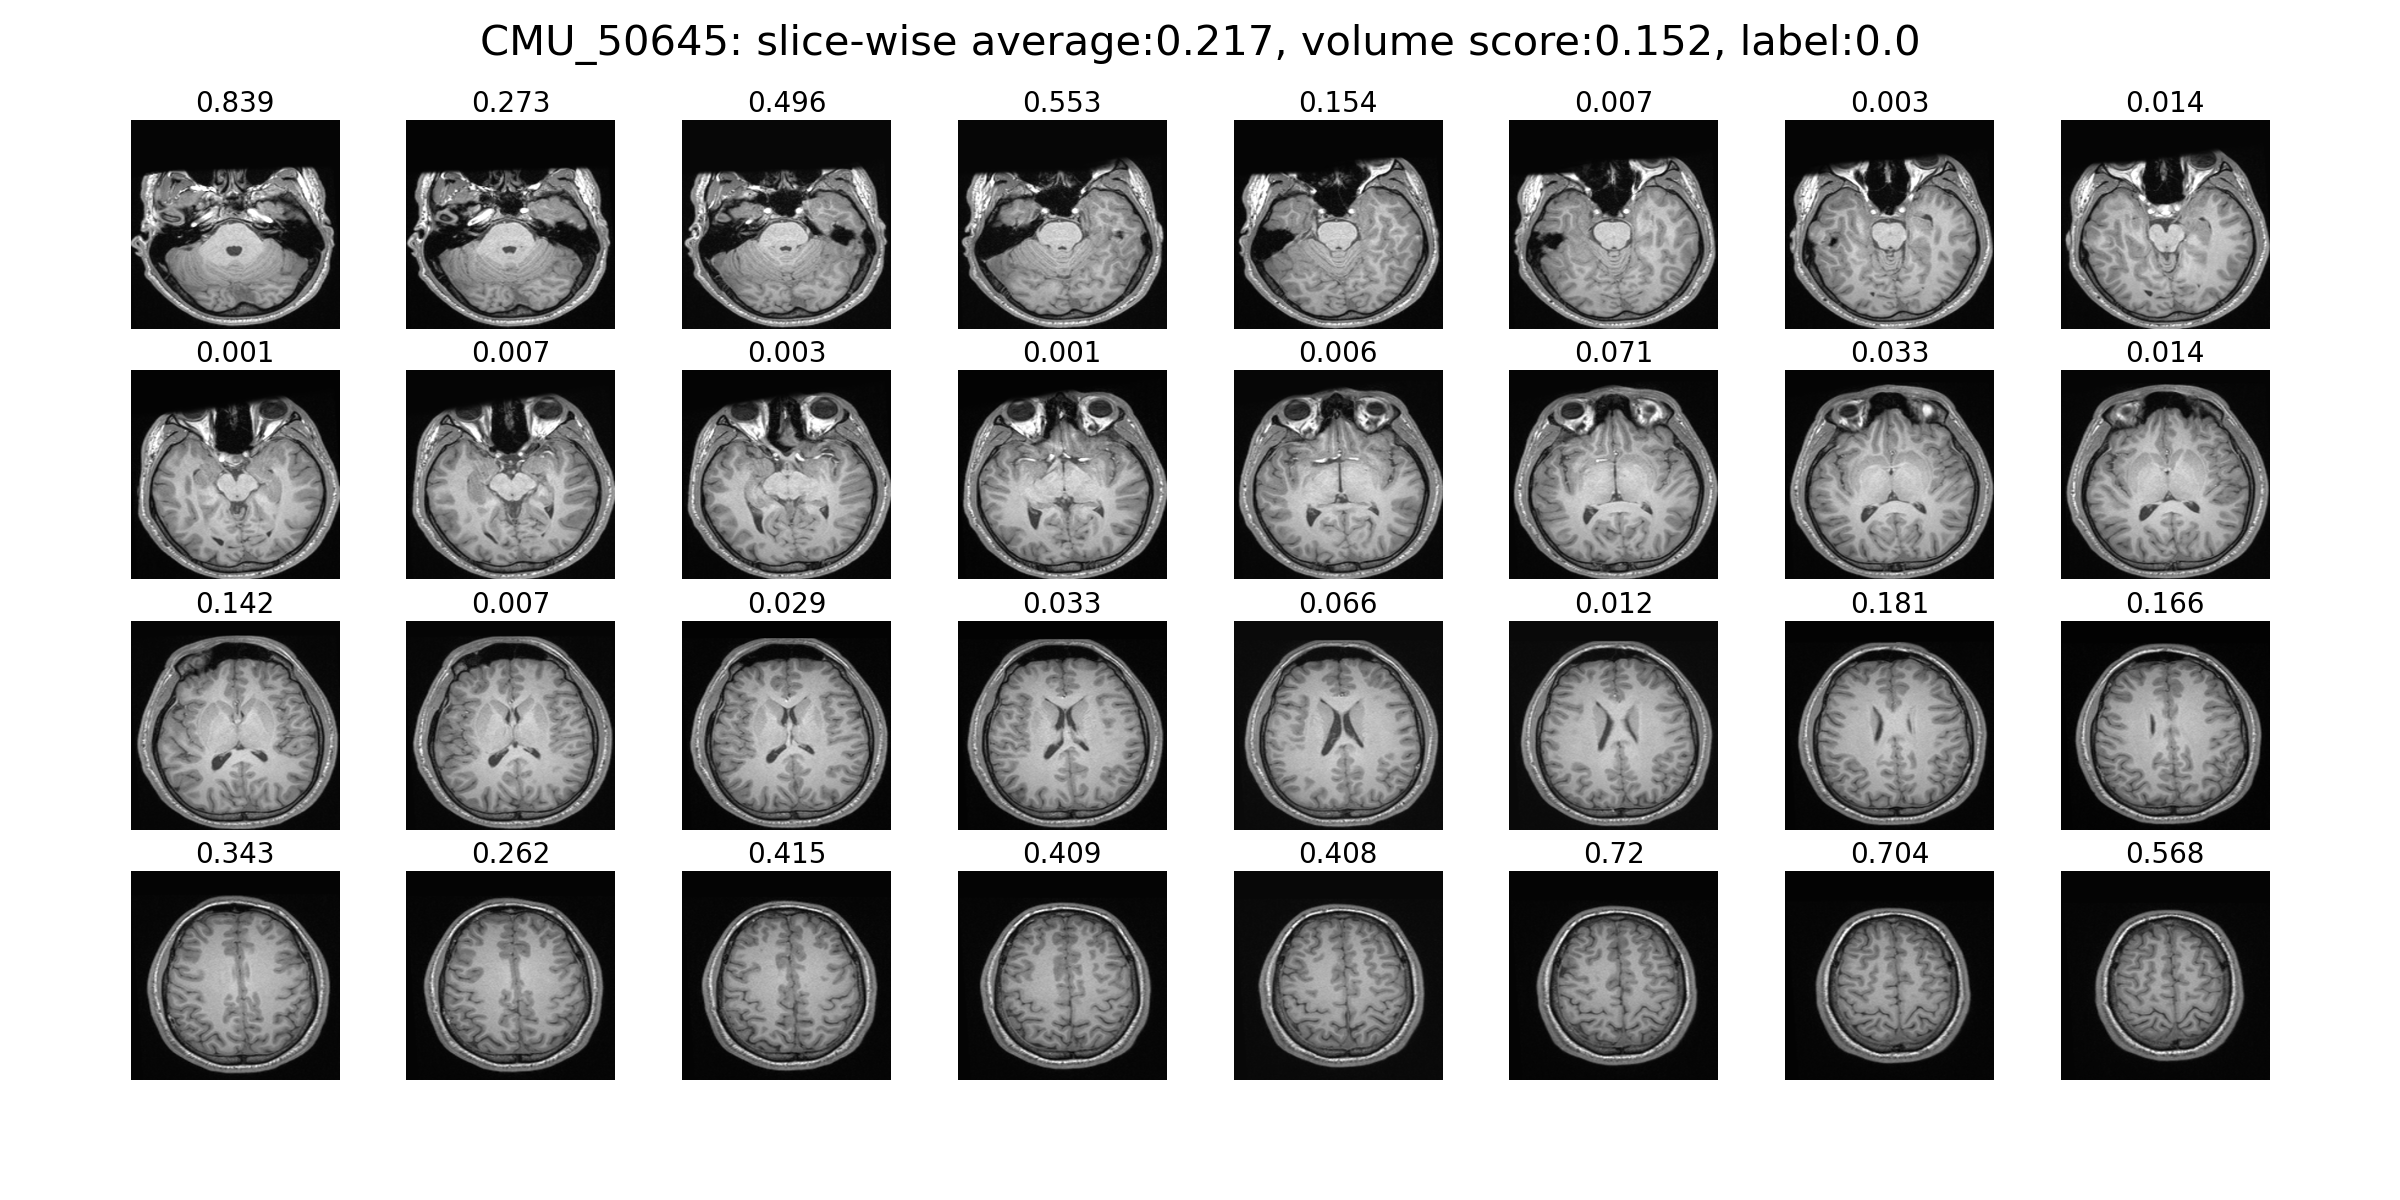 CMU_50645: slice-wise average:0.217, volume score:0.152, label:0.0
0.839 0.273 0.496 0.553 0.154 0.007 0.003 0.014
0.001 0.007 0.003 0.001 0.006 0.071 0.033 0.014
0.142 0.007 0.029 0.033 0.066 0.012 0.181 0.166
0.343 0.262 0.415 0.409 0.408 0.72 0.704 0.568